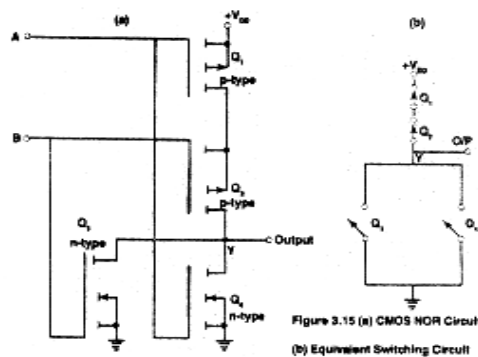 (a)
+V_DD
A
Q₁
p-type
B
Q₂
p-type
Q₃
n-type
Y
Output
Q₄
n-type
(b)
+V_DD
Q₁
Q₂
O/P
Y
Q₃
Q₄
Figure 3.15 (a) CMOS NOR Circuit
(b) Equivalent Switching Circuit